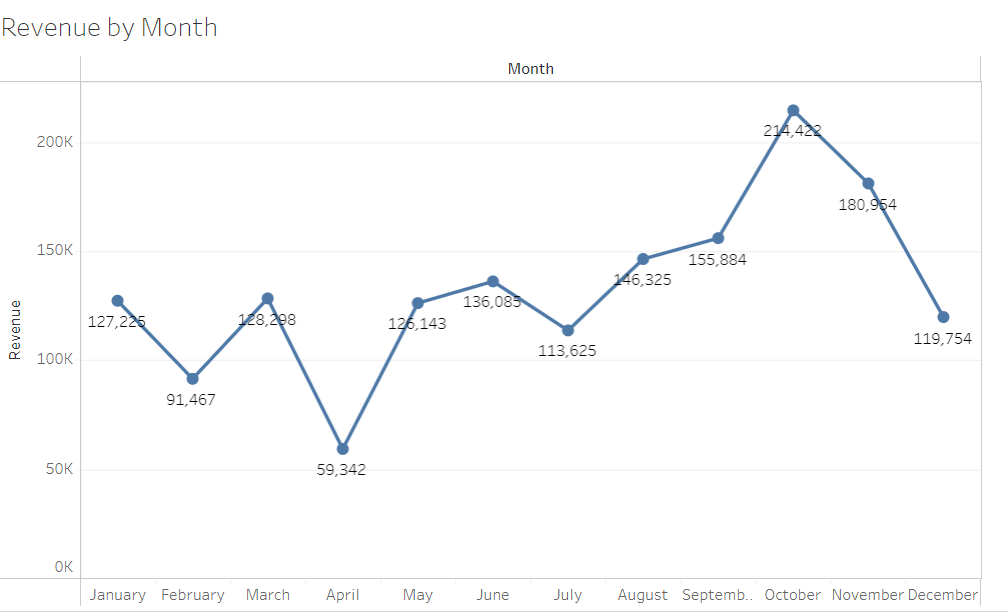 Revenue by Month
Month
Revenue
200K
150K
100K
50K
0K
214,422
180,954
155,884
146,325
136,085
128,298
127,225
126,143
119,754
113,625
91,467
59,342
January February March April May June July August Septemb.. October November December